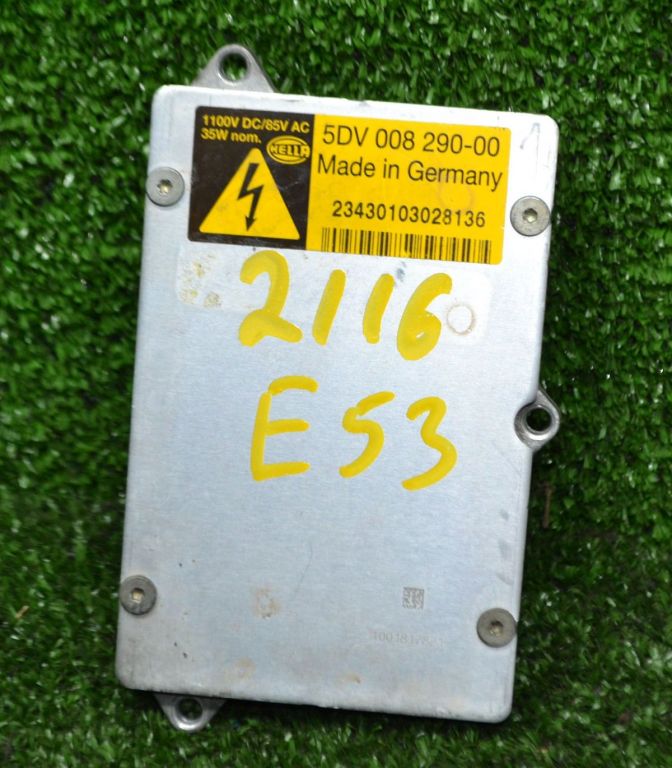 1100V DC/85V AC
35W nom.
HELLA
5DV 008 290-00
Made in Germany
23430103028136
2116
E53